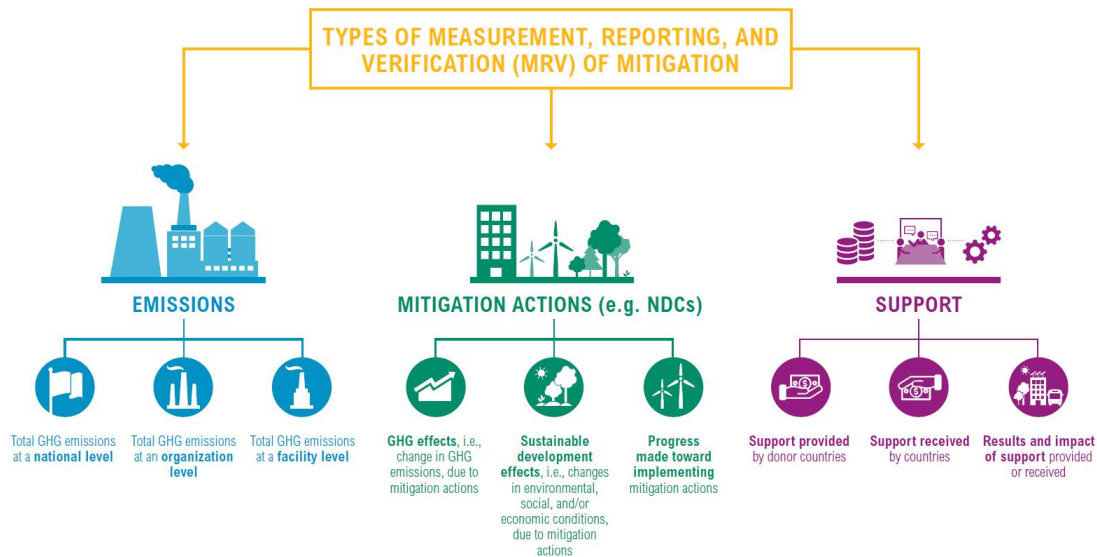 TYPES OF MEASUREMENT, REPORTING, AND
VERIFICATION (MRV) OF MITIGATION
EMISSIONS
Total GHG emissions
at a national level
Total GHG emissions
at an organization
level
Total GHG emissions
at a facility level
MITIGATION ACTIONS (e.g. NDCs)
GHG effects, i.e.,
change in GHG
emissions, due to
mitigation actions
Sustainable
development
effects, i.e., changes
in environmental,
social, and/or
economic conditions,
due to mitigation
actions
Progress
made toward
implementing
mitigation actions
SUPPORT
Support provided
by donor countries
Support received
by countries
Results and impact
of support provided
or received